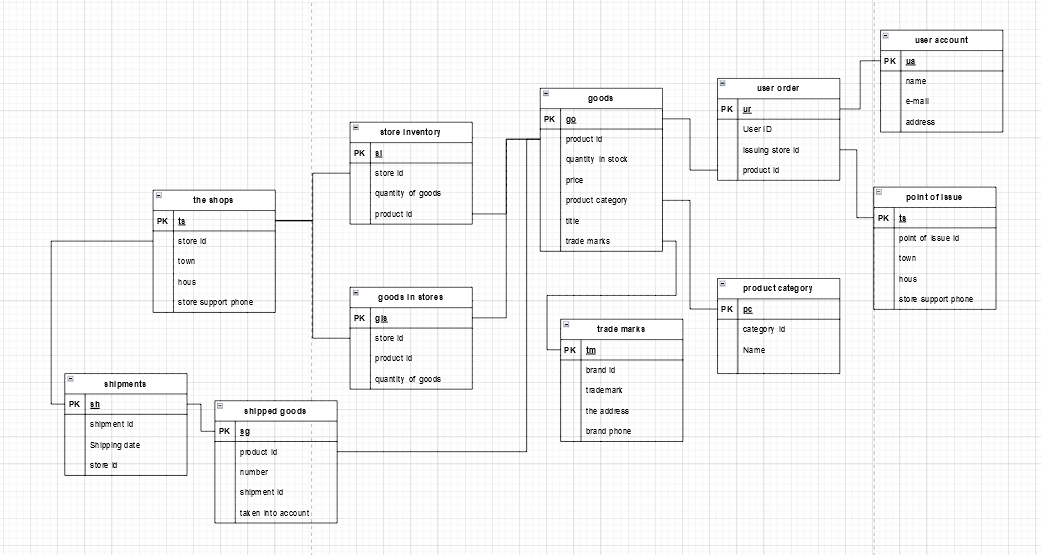 user account
PK ua
name
e-mail
address
user order
PK ur
User ID
issuing store id
product id
goods
PK go
product id
quantity in stock
price
product category
title
trade marks
store inventory
PK si
store id
quantity of goods
product id
the shops
PK ts
store id
town
hous
store support phone
point of issue
PK ts
point of issue id
town
hous
store support phone
goods in stores
PK gis
store id
product id
quantity of goods
product category
PK pc
category id
Name
trade marks
PK tm
brand id
trademark
the address
brand phone
shipments
PK sh
shipment id
Shipping date
store id
shipped goods
PK sg
product id
number
shipment id
taken into account